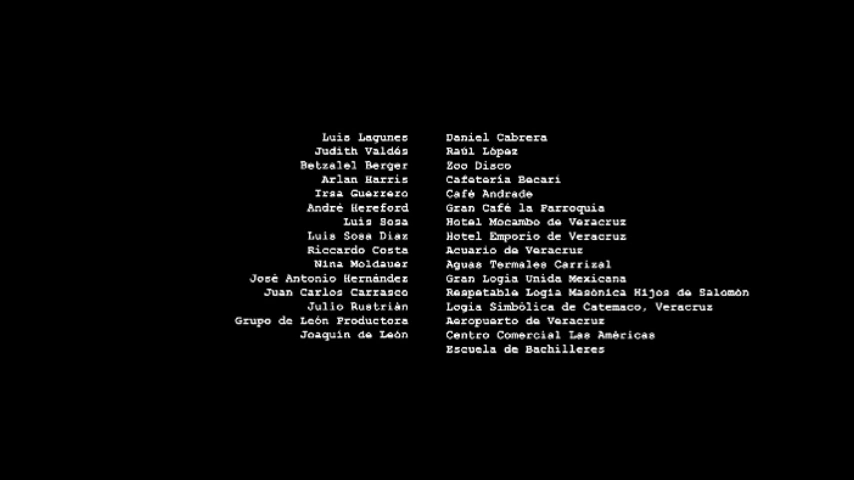 Luis Lagunes
Judith Valdés
Betzalel Berger
Arlan Harris
Irsa Guerrero
André Hereford
Luis Sosa
Luis Sosa Diaz
Riccardo Costa
Nina Moldauer
José Antonio Hernández
Juan Carlos Carrasco
Julio Rustrián
Grupo de León Productora
Joaquín de León
Daniel Cabrera
Raúl López
Zoo Disco
Cafetería Becari
Café Andrade
Gran Café la Parroquia
Hotel Mocambo de Veracruz
Hotel Emporio de Veracruz
Acuario de Veracruz
Aguas Termales Carrizal
Gran Logia Unida Mexicana
Respetable Logia Masónica Hijos de Salomón
Logia Simbólica de Catemaco, Veracruz
Aeropuerto de Veracruz
Centro Comercial Las Américas
Escuela de Bachilleres